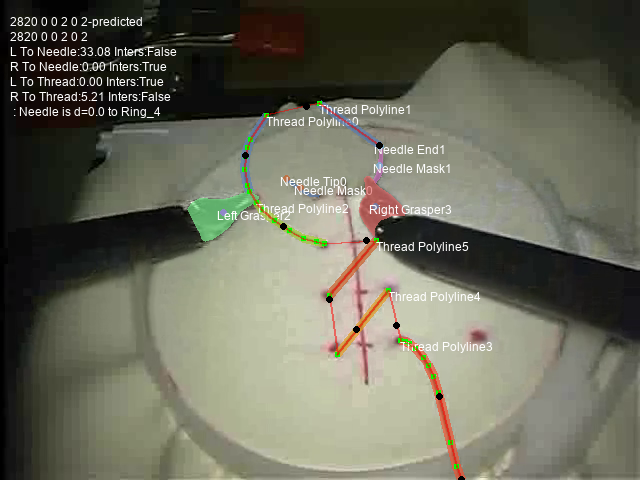 2820 0 0 2 0 2-predicted
2820 0 0 2 0 2
L To Needle:33.08 Inters:False
R To Needle:0.00 Inters:True
L To Thread:0.00 Inters:True
R To Thread:5.21 Inters:False
: Needle is d=0.0 to Ring_4
Thread Polyline1
Thread Polyline0
Needle End1
Needle Mask1
Needle Tip0
Needle Mask0
Thread Polyline2
Right Grasper3
Left Grasper2
Thread Polyline5
Thread Polyline4
Thread Polyline3